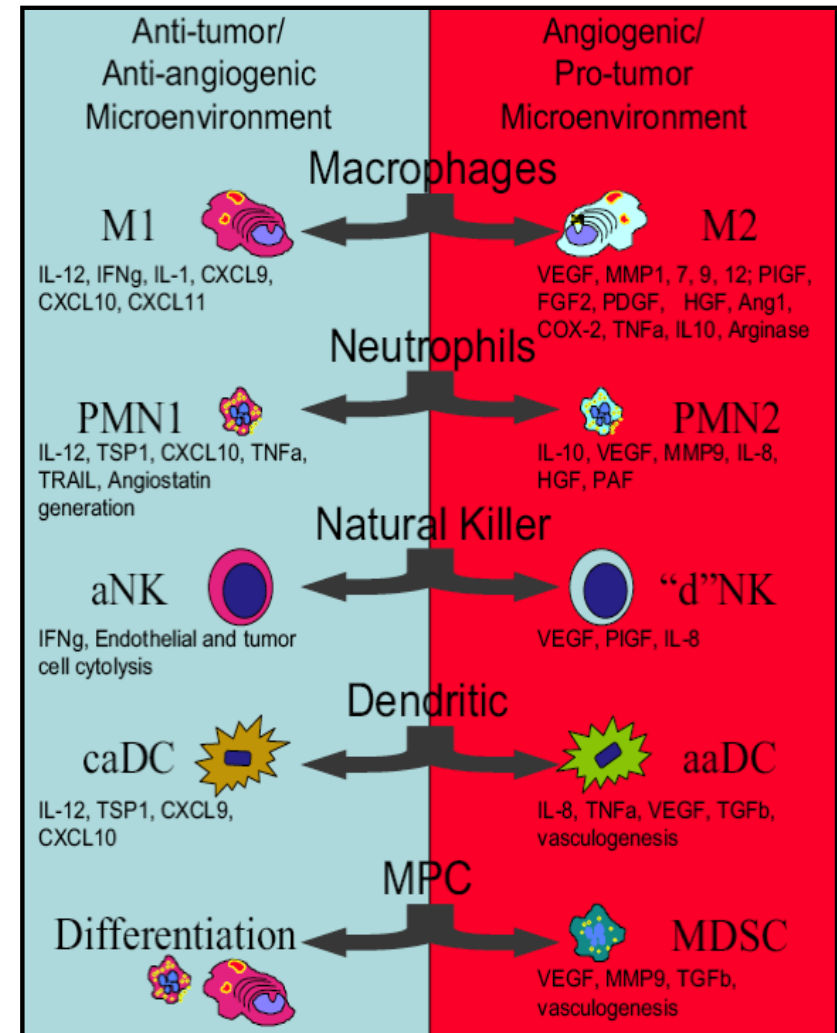 Anti-tumor/
Anti-angiogenic
Microenvironment
Angiogenic/
Pro-tumor
Microenvironment
Macrophages
M1
IL-12, IFNg, IL-1, CXCL9,
CXCL10, CXCL11
M2
VEGF, MMP1, 7, 9, 12; PIGF,
FGF2, PDGF, HGF, Ang1,
COX-2, TNFa, IL10, Arginase
Neutrophils
PMN1
IL-12, TSP1, CXCL10, TNFa,
TRAIL, Angiostatin
generation
PMN2
IL-10, VEGF, MMP9, IL-8,
HGF, PAF
Natural Killer
aNK
IFNg, Endothelial and tumor
cell cytolysis
“d”NK
VEGF, PIGF, IL-8
Dendritic
caDC
IL-12, TSP1, CXCL9,
CXCL10
aaDC
IL-8, TNFa, VEGF, TGFb,
vasculogenesis
MPC
Differentiation
MDSC
VEGF, MMP9, TGFb,
vasculogenesis